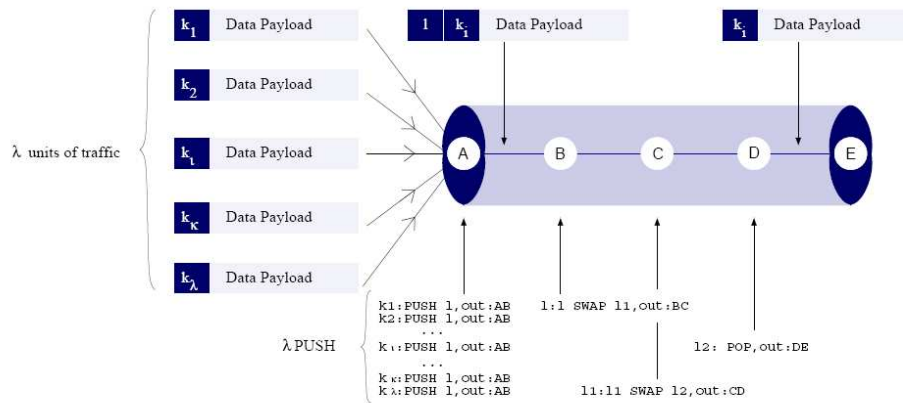 k1 Data Payload
k2 Data Payload
kι Data Payload
kκ Data Payload
kλ Data Payload
λ units of traffic
l ki Data Payload
ki Data Payload
A B C D E
λ PUSH
k1:PUSH l,out:AB
k2:PUSH l,out:AB
...
kι:PUSH l,out:AB
...
kκ:PUSH l,out:AB
kλ:PUSH l,out:AB
l:l SWAP l1,out:BC
l1:l1 SWAP l2,out:CD
l2: POP,out:DE